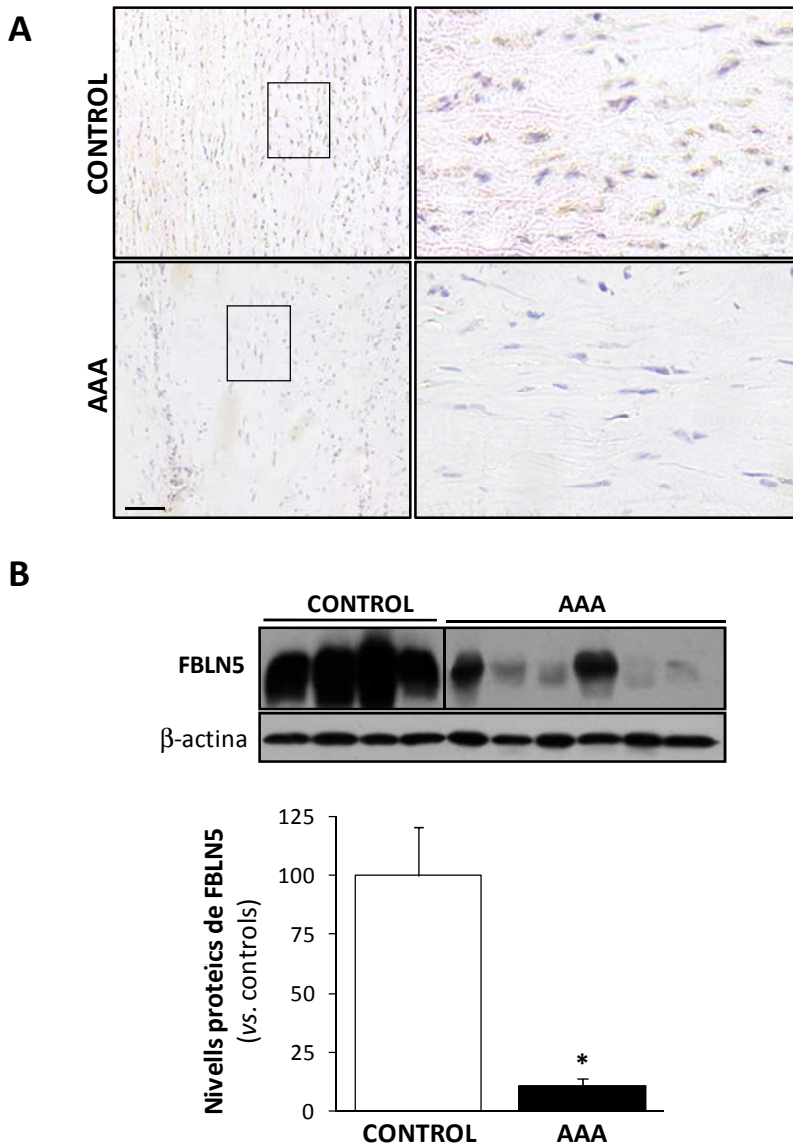 A
CONTROL
AAA
B
CONTROL AAA
FBLN5
β-actina
Nivells proteics de FBLN5
(vs. controls)
125
100
75
50
25
0
*
CONTROL AAA